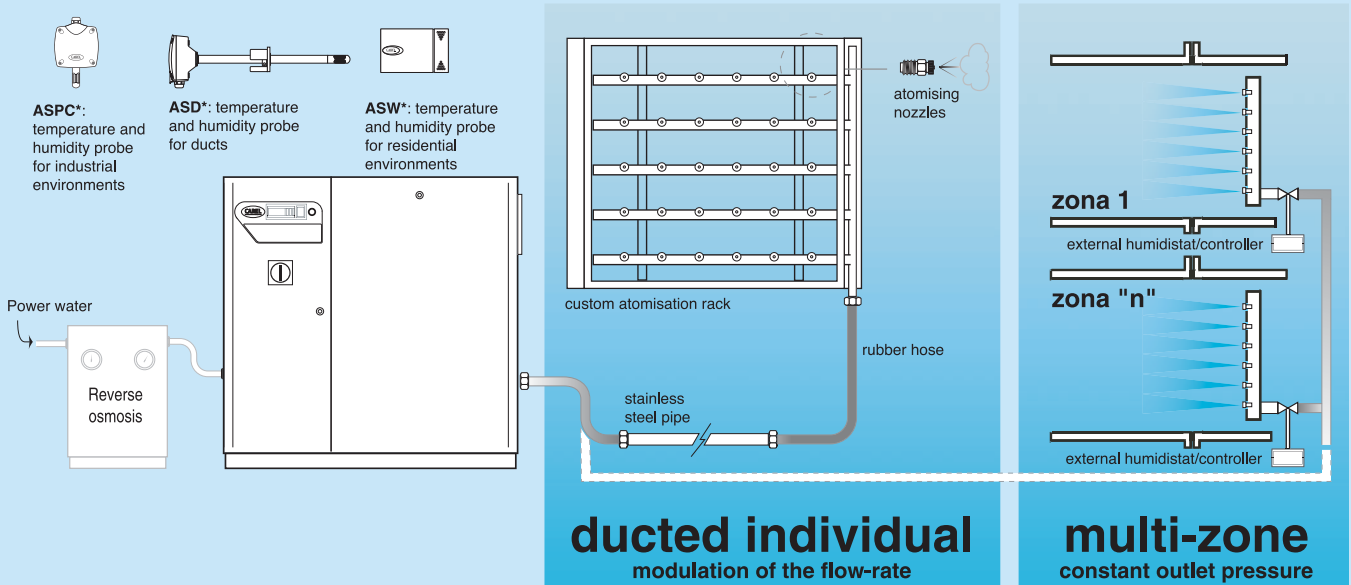 ASPC*:
temperature and
humidity probe
for industrial
environments
ASD*: temperature
and humidity probe
for ducts
ASW*: temperature
and humidity probe
for residential
environments
CAREL
Power water
Reverse
osmosis
atomising
nozzles
custom atomisation rack
rubber hose
stainless
steel pipe
zona 1
external humidistat/controller
zona "n"
external humidistat/controller
ducted individual
modulation of the flow-rate
multi-zone
constant outlet pressure